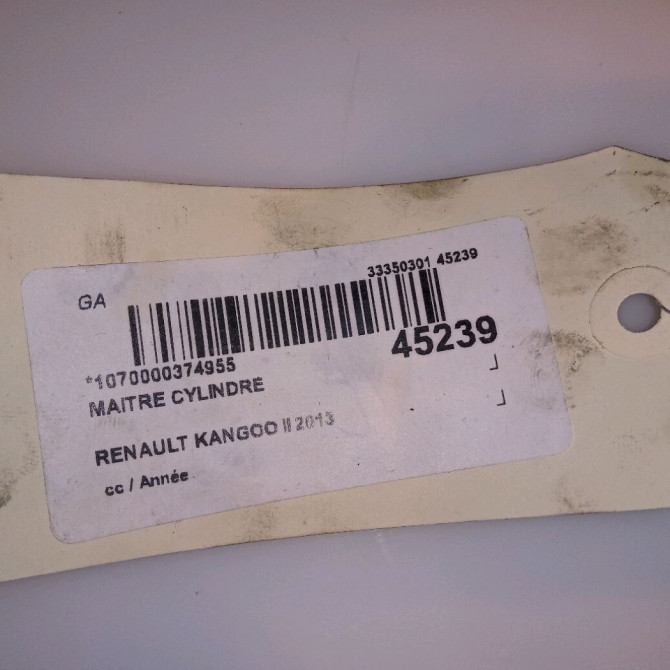 33350301 45239
GA
45239
*1070000374955
MAITRE CYLINDRE
RENAULT KANGOO II 2013
cc / Année